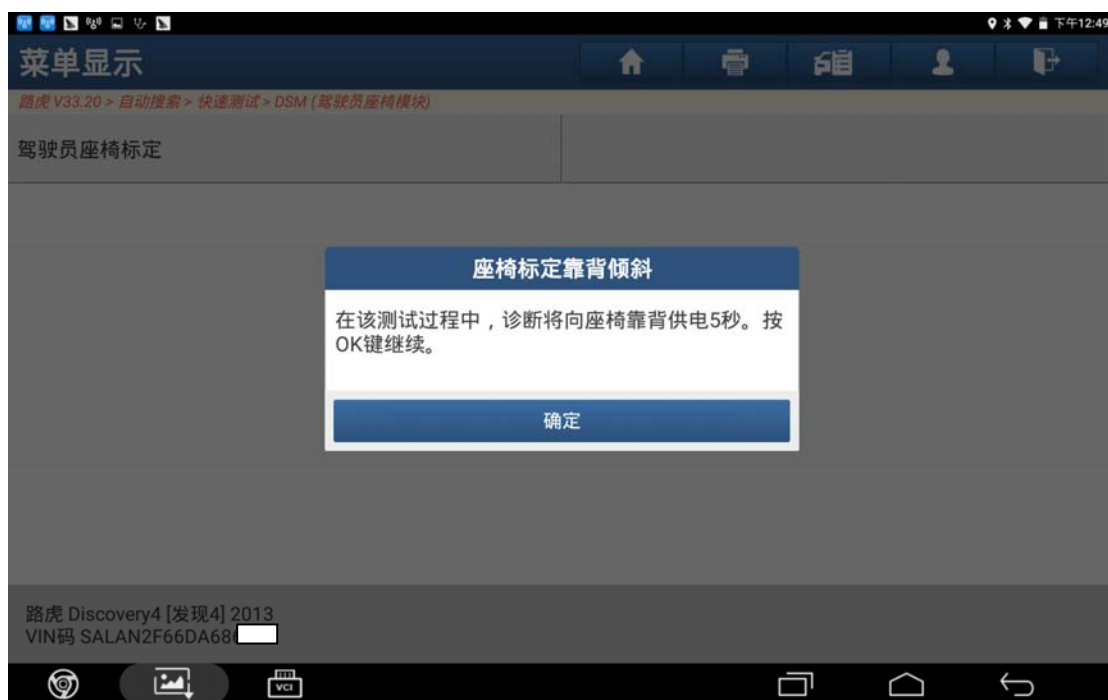 下午12:49
菜单显示
路虎 V33.20 > 自动搜索 > 快速测试 > DSM (驾驶员座椅模块)
驾驶员座椅标定
座椅标定靠背倾斜
在该测试过程中，诊断将向座椅靠背供电5秒。按
OK键继续。
确定
路虎 Discovery4 [发现4] 2013
VIN码 SALAN2F66DA68
VCI